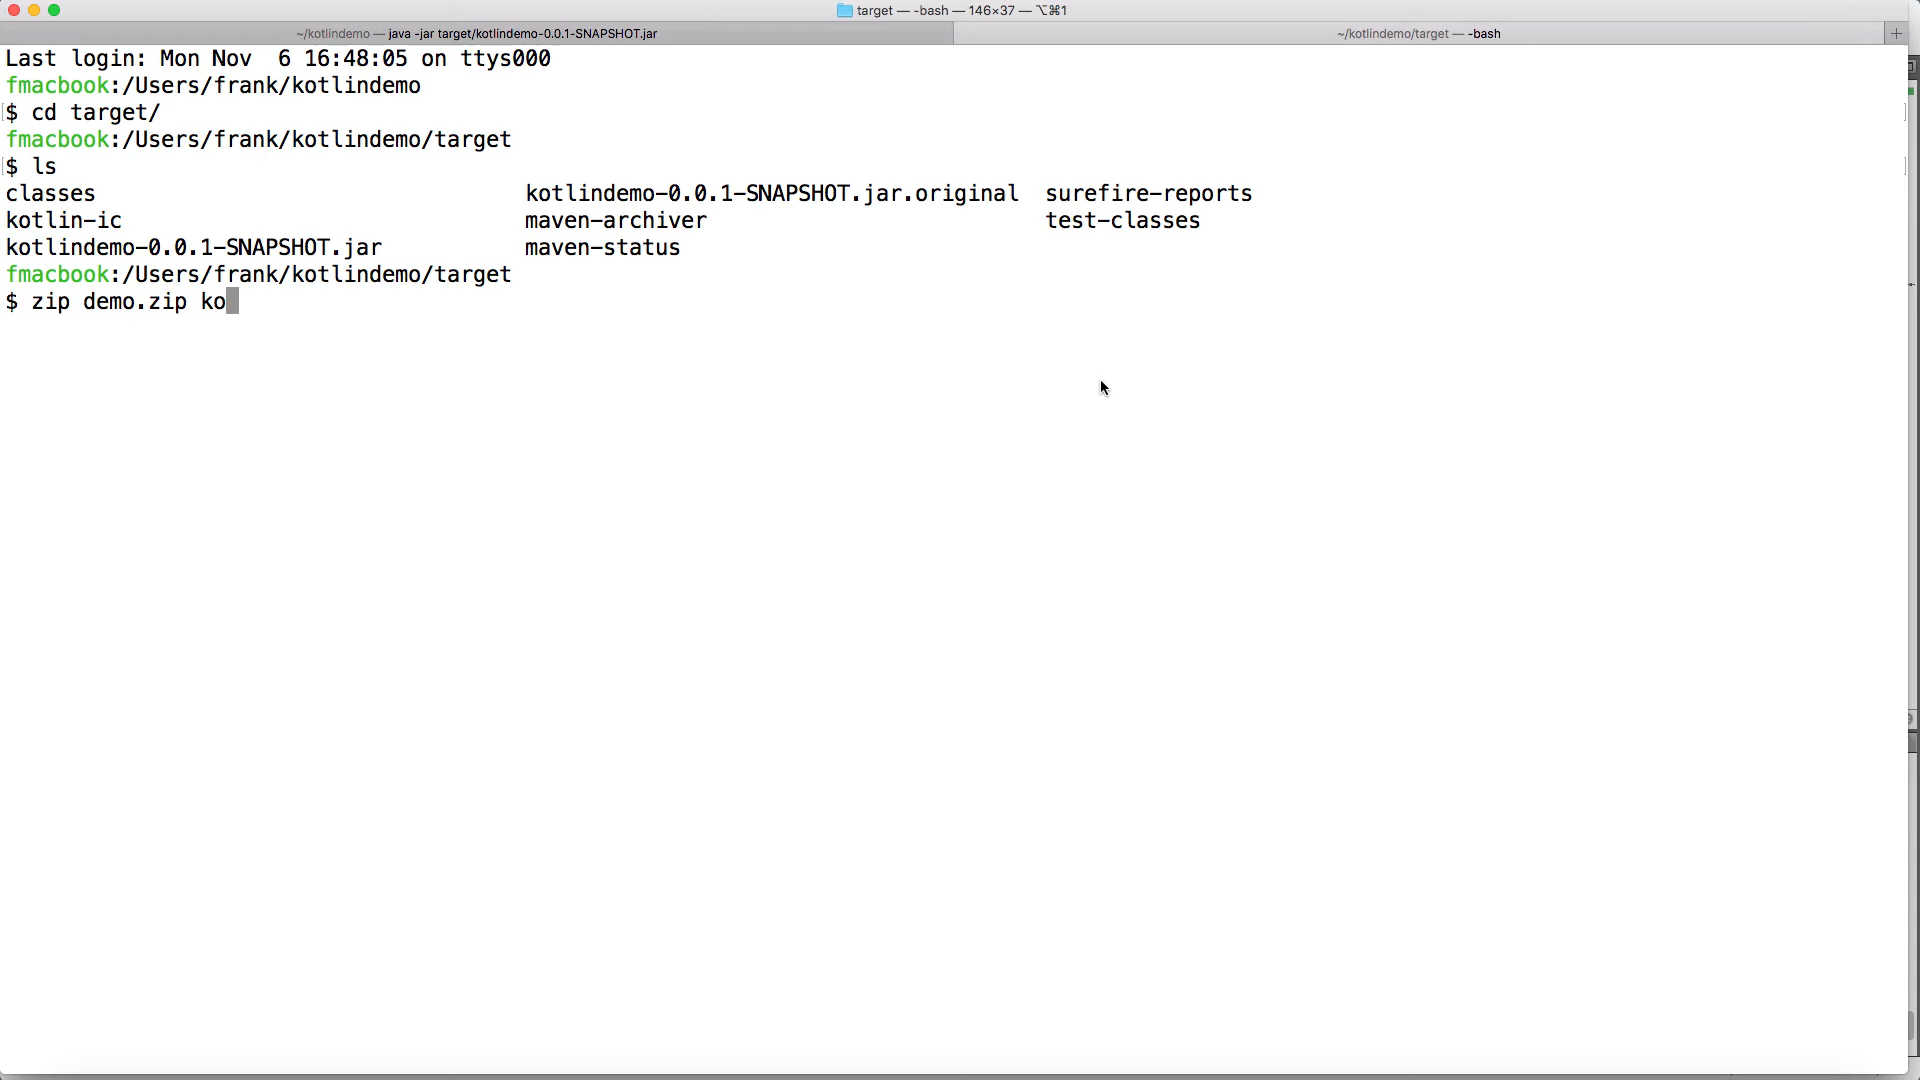 target — -bash — 146×37 — ⌥⌘1
~/kotlindemo — java -jar target/kotlindemo-0.0.1-SNAPSHOT.jar
~/kotlindemo/target — -bash
Last login: Mon Nov  6 16:48:05 on ttys000
fmacbook:/Users/frank/kotlindemo
$ cd target/
fmacbook:/Users/frank/kotlindemo/target
$ ls
classes kotlindemo-0.0.1-SNAPSHOT.jar.original surefire-reports
kotlin-ic maven-archiver test-classes
kotlindemo-0.0.1-SNAPSHOT.jar maven-status
fmacbook:/Users/frank/kotlindemo/target
$ zip demo.zip ko